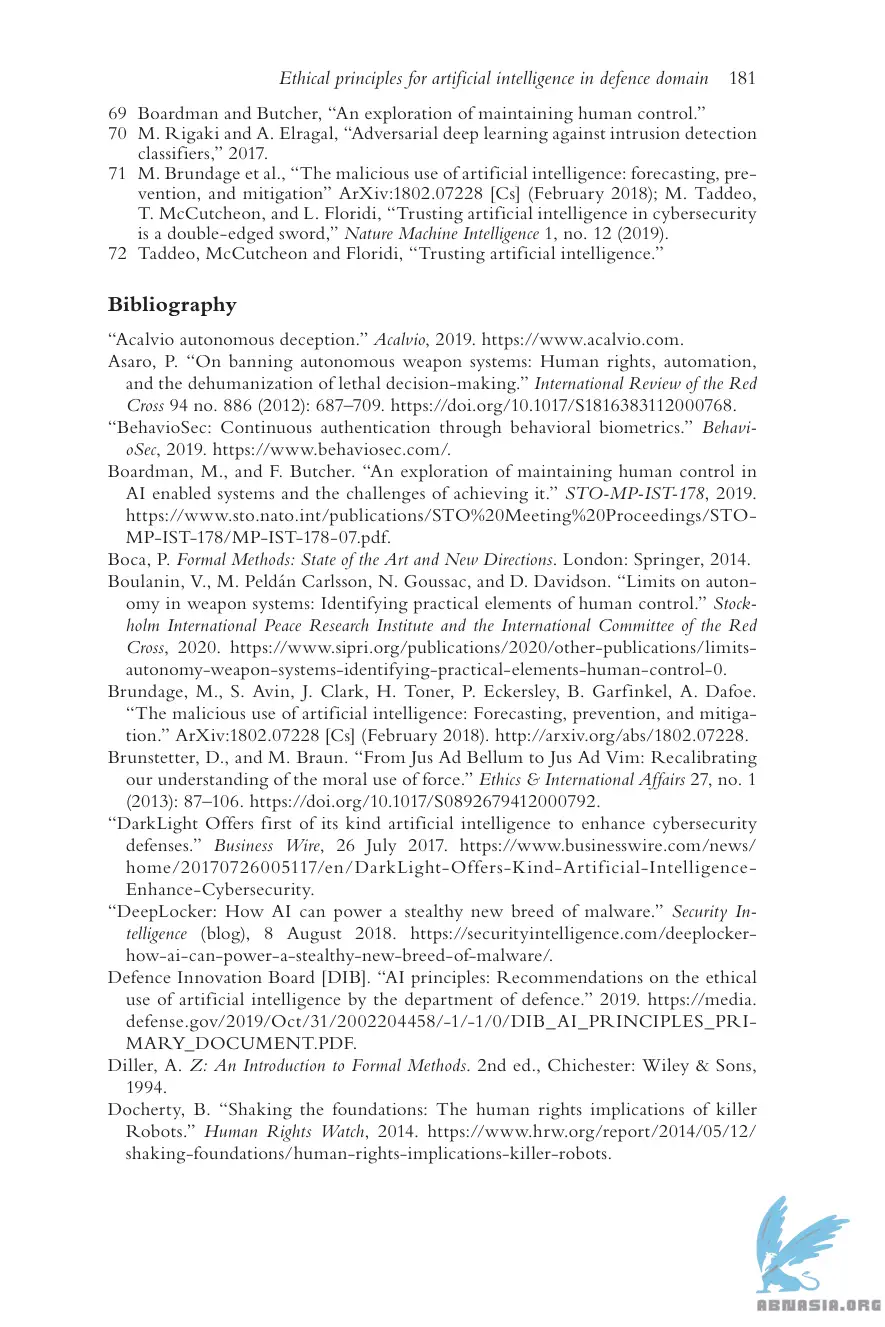 Ethical principles for artificial intelligence in defence domain 181
69 Boardman and Butcher, “An exploration of maintaining human control.”
70 M. Rigaki and A. Elragal, “Adversarial deep learning against intrusion detection
classifiers,” 2017.
71 M. Brundage et al., “The malicious use of artificial intelligence: forecasting, pre-
vention, and mitigation” ArXiv:1802.07228 [Cs] (February 2018); M. Taddeo,
T. McCutcheon, and L. Floridi, “Trusting artificial intelligence in cybersecurity
is a double-edged sword,” Nature Machine Intelligence 1, no. 12 (2019).
72 Taddeo, McCutcheon and Floridi, “Trusting artificial intelligence.”
Bibliography
“Acalvio autonomous deception.” Acalvio, 2019. https://www.acalvio.com.
Asaro, P. “On banning autonomous weapon systems: Human rights, automation,
and the dehumanization of lethal decision-making.” International Review of the Red
Cross 94 no. 886 (2012): 687–709. https://doi.org/10.1017/S1816383112000768.
“BehavioSec: Continuous authentication through behavioral biometrics.” Behavi-
oSec, 2019. https://www.behaviosec.com/.
Boardman, M., and F. Butcher. “An exploration of maintaining human control in
AI enabled systems and the challenges of achieving it.” STO-MP-IST-178, 2019.
https://www.sto.nato.int/publications/STO%20Meeting%20Proceedings/STO-
MP-IST-178/MP-IST-178-07.pdf.
Boca, P. Formal Methods: State of the Art and New Directions. London: Springer, 2014.
Boulanin, V., M. Peldán Carlsson, N. Goussac, and D. Davidson. “Limits on auton-
omy in weapon systems: Identifying practical elements of human control.” Stock-
holm International Peace Research Institute and the International Committee of the Red
Cross, 2020. https://www.sipri.org/publications/2020/other-publications/limits-
autonomy-weapon-systems-identifying-practical-elements-human-control-0.
Brundage, M., S. Avin, J. Clark, H. Toner, P. Eckersley, B. Garfinkel, A. Dafoe.
“The malicious use of artificial intelligence: Forecasting, prevention, and mitiga-
tion.” ArXiv:1802.07228 [Cs] (February 2018). http://arxiv.org/abs/1802.07228.
Brunstetter, D., and M. Braun. “From Jus Ad Bellum to Jus Ad Vim: Recalibrating
our understanding of the moral use of force.” Ethics & International Affairs 27, no. 1
(2013): 87–106. https://doi.org/10.1017/S0892679412000792.
“DarkLight Offers first of its kind artificial intelligence to enhance cybersecurity
defenses.” Business Wire, 26 July 2017. https://www.businesswire.com/news/
home/20170726005117/en/DarkLight-Offers-Kind-Artificial-Intelligence-
Enhance-Cybersecurity.
“DeepLocker: How AI can power a stealthy new breed of malware.” Security In-
telligence (blog), 8 August 2018. https://securityintelligence.com/deeplocker-
how-ai-can-power-a-stealthy-new-breed-of-malware/.
Defence Innovation Board [DIB]. “AI principles: Recommendations on the ethical
use of artificial intelligence by the department of defence.” 2019. https://media.
defense.gov/2019/Oct/31/2002204458/-1/-1/0/DIB_AI_PRINCIPLES_PRI-
MARY_DOCUMENT.PDF.
Diller, A. Z: An Introduction to Formal Methods. 2nd ed., Chichester: Wiley & Sons,
1994.
Docherty, B. “Shaking the foundations: The human rights implications of killer
Robots.” Human Rights Watch, 2014. https://www.hrw.org/report/2014/05/12/
shaking-foundations/human-rights-implications-killer-robots.
ABNASIA.ORG